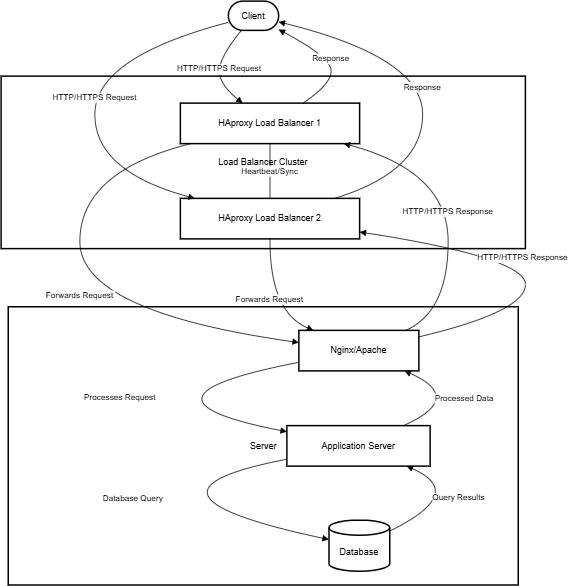 Client
HTTP/HTTPS Request
Response
HTTP/HTTPS Request
Response
HAproxy Load Balancer 1
Load Balancer Cluster
Heartbeat/Sync
HAproxy Load Balancer 2
HTTP/HTTPS Response
HTTP/HTTPS Response
Forwards Request
Forwards Request
Nginx/Apache
Processes Request
Processed Data
Server
Application Server
Database Query
Query Results
Database